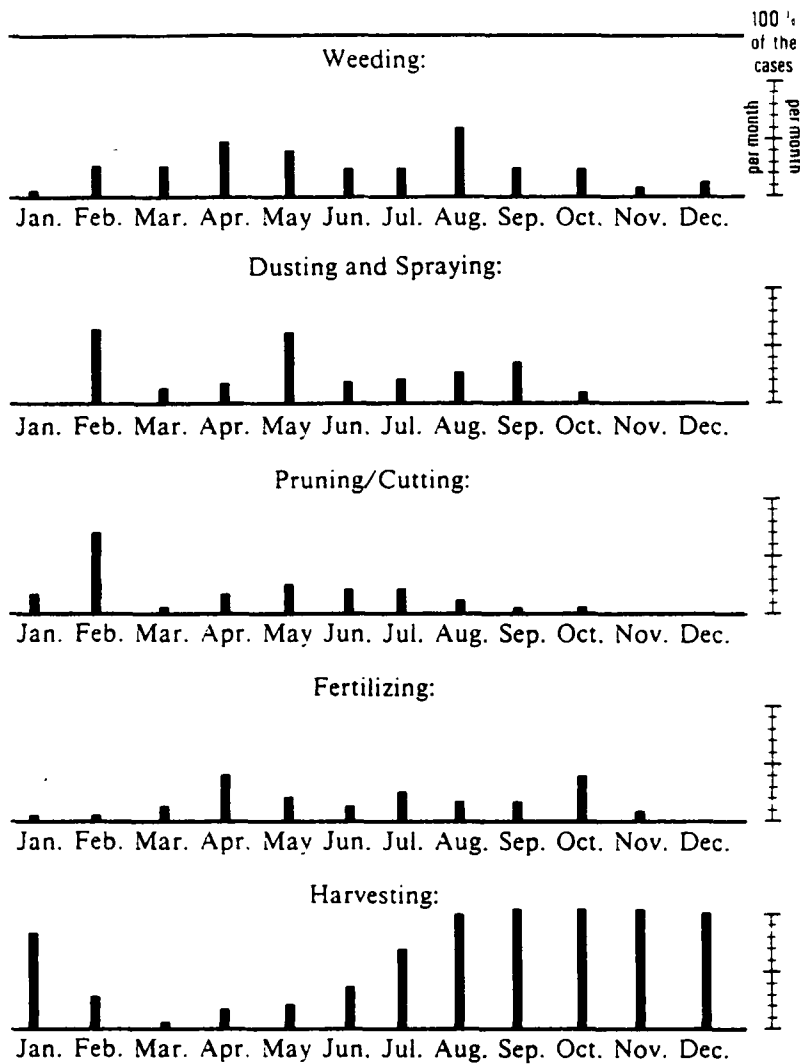 100 %
of the
cases
per month
per month
Weeding:
Jan. Feb. Mar. Apr. May Jun. Jul. Aug. Sep. Oct. Nov. Dec.
Dusting and Spraying:
Jan. Feb. Mar. Apr. May Jun. Jul. Aug. Sep. Oct. Nov. Dec.
Pruning/Cutting:
Jan. Feb. Mar. Apr. May Jun. Jul. Aug. Sep. Oct. Nov. Dec.
Fertilizing:
Jan. Feb. Mar. Apr. May Jun. Jul. Aug. Sep. Oct. Nov. Dec.
Harvesting:
Jan. Feb. Mar. Apr. May Jun. Jul. Aug. Sep. Oct. Nov. Dec.